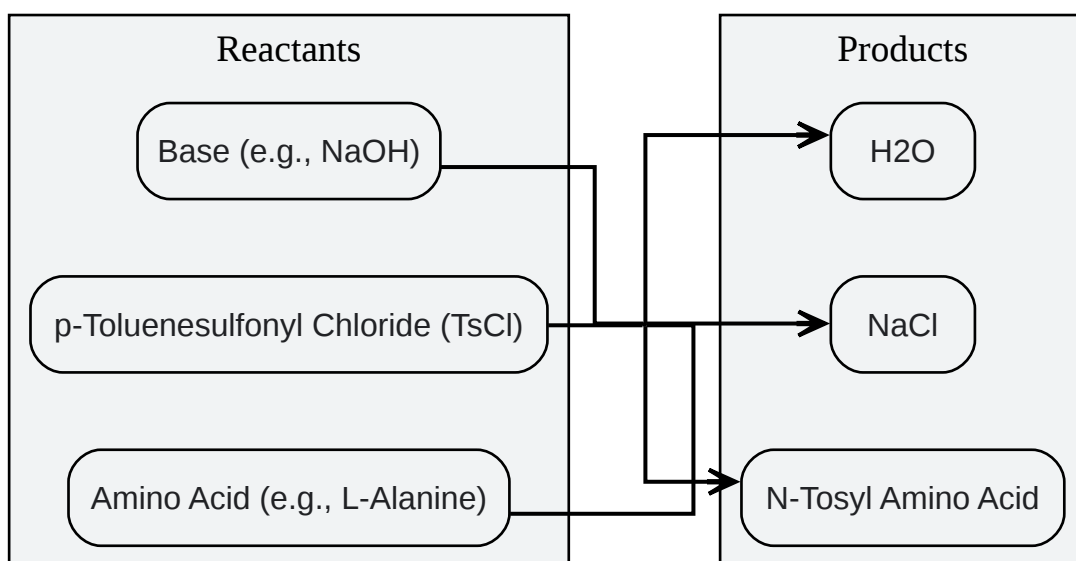 Reactants
Base (e.g., NaOH)
p-Toluenesulfonyl Chloride (TsCl)
Amino Acid (e.g., L-Alanine)
Products
H2O
NaCl
N-Tosyl Amino Acid